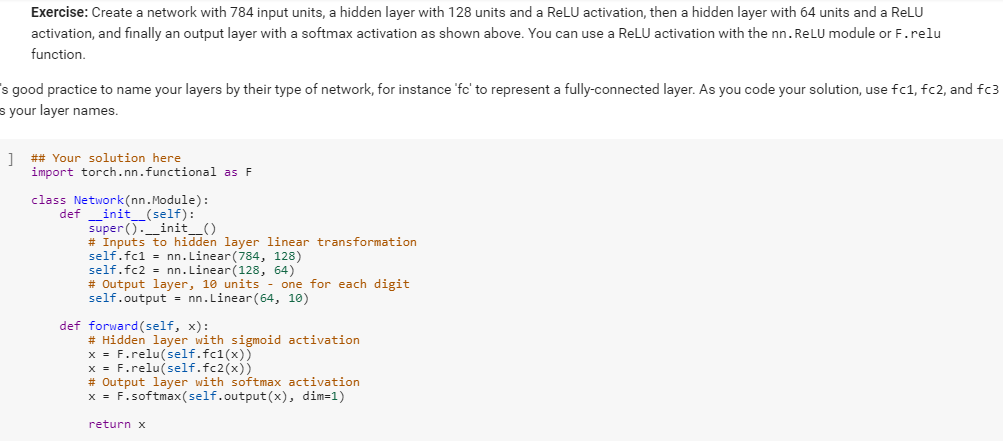 Exercise: Create a network with 784 input units, a hidden layer with 128 units and a ReLU activation, then a hidden layer with 64 units and a ReLU
activation, and finally an output layer with a softmax activation as shown above. You can use a ReLU activation with the nn.ReLU module or F.relu
function.
's good practice to name your layers by their type of network, for instance 'fc' to represent a fully-connected layer. As you code your solution, use fc1, fc2, and fc3
s your layer names.
] ## Your solution here
import torch.nn.functional as F
class Network(nn.Module):
    def __init__(self):
        super().__init__()
        # Inputs to hidden layer linear transformation
        self.fc1 = nn.Linear(784, 128)
        self.fc2 = nn.Linear(128, 64)
        # Output layer, 10 units - one for each digit
        self.output = nn.Linear(64, 10)
    def forward(self, x):
        # Hidden layer with sigmoid activation
        x = F.relu(self.fc1(x))
        x = F.relu(self.fc2(x))
        # Output layer with softmax activation
        x = F.softmax(self.output(x), dim=1)
        return x